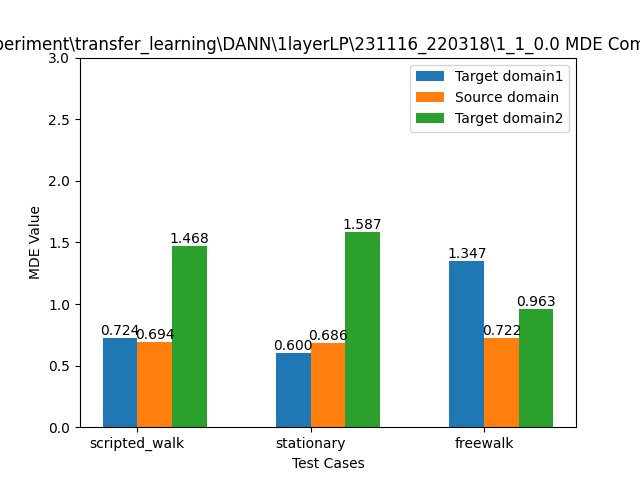 periment\transfer_learning\DANN\1layerLP\231116_220318\1_1_0.0 MDE Com
Target domain1
Source domain
Target domain2
MDE Value
3.0
2.5
2.0
1.5
1.0
0.5
0.0
0.724
0.694
1.468
0.600
0.686
1.587
1.347
0.722
0.963
scripted_walk
stationary
freewalk
Test Cases